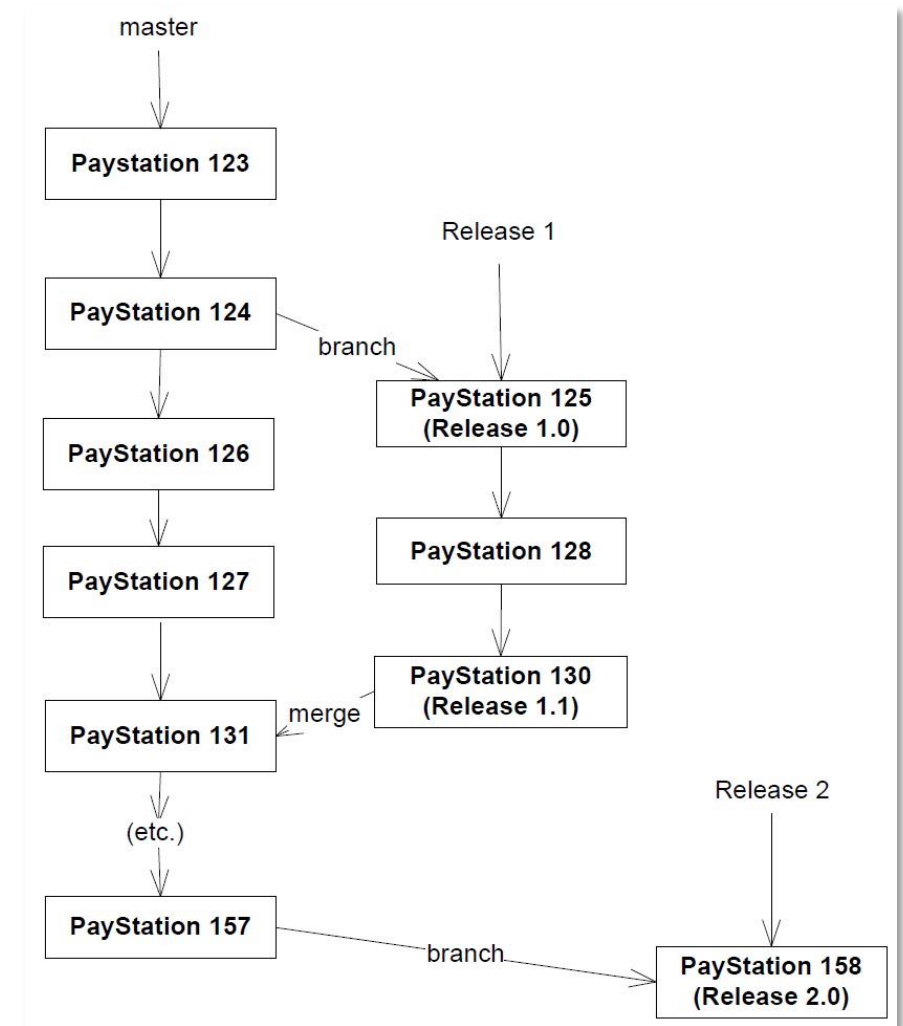 master
Paystation 123
Release 1
PayStation 124
branch
PayStation 125
(Release 1.0)
PayStation 126
PayStation 128
PayStation 127
PayStation 130
(Release 1.1)
merge
PayStation 131
Release 2
(etc.)
PayStation 157
branch
PayStation 158
(Release 2.0)